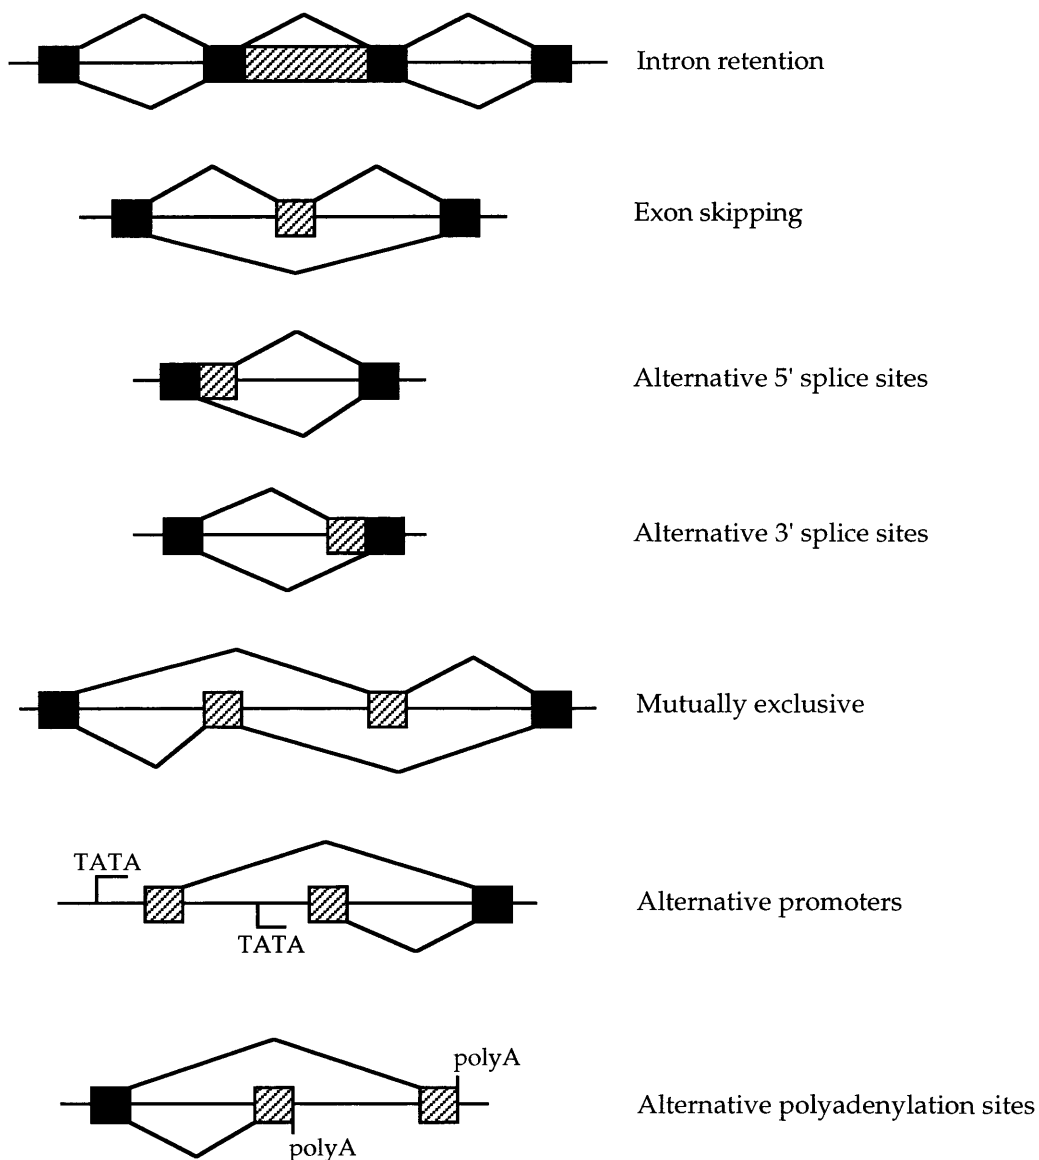 Intron retention
Exon skipping
Alternative 5' splice sites
Alternative 3' splice sites
Mutually exclusive
TATA
TATA
Alternative promoters
polyA
polyA
Alternative polyadenylation sites